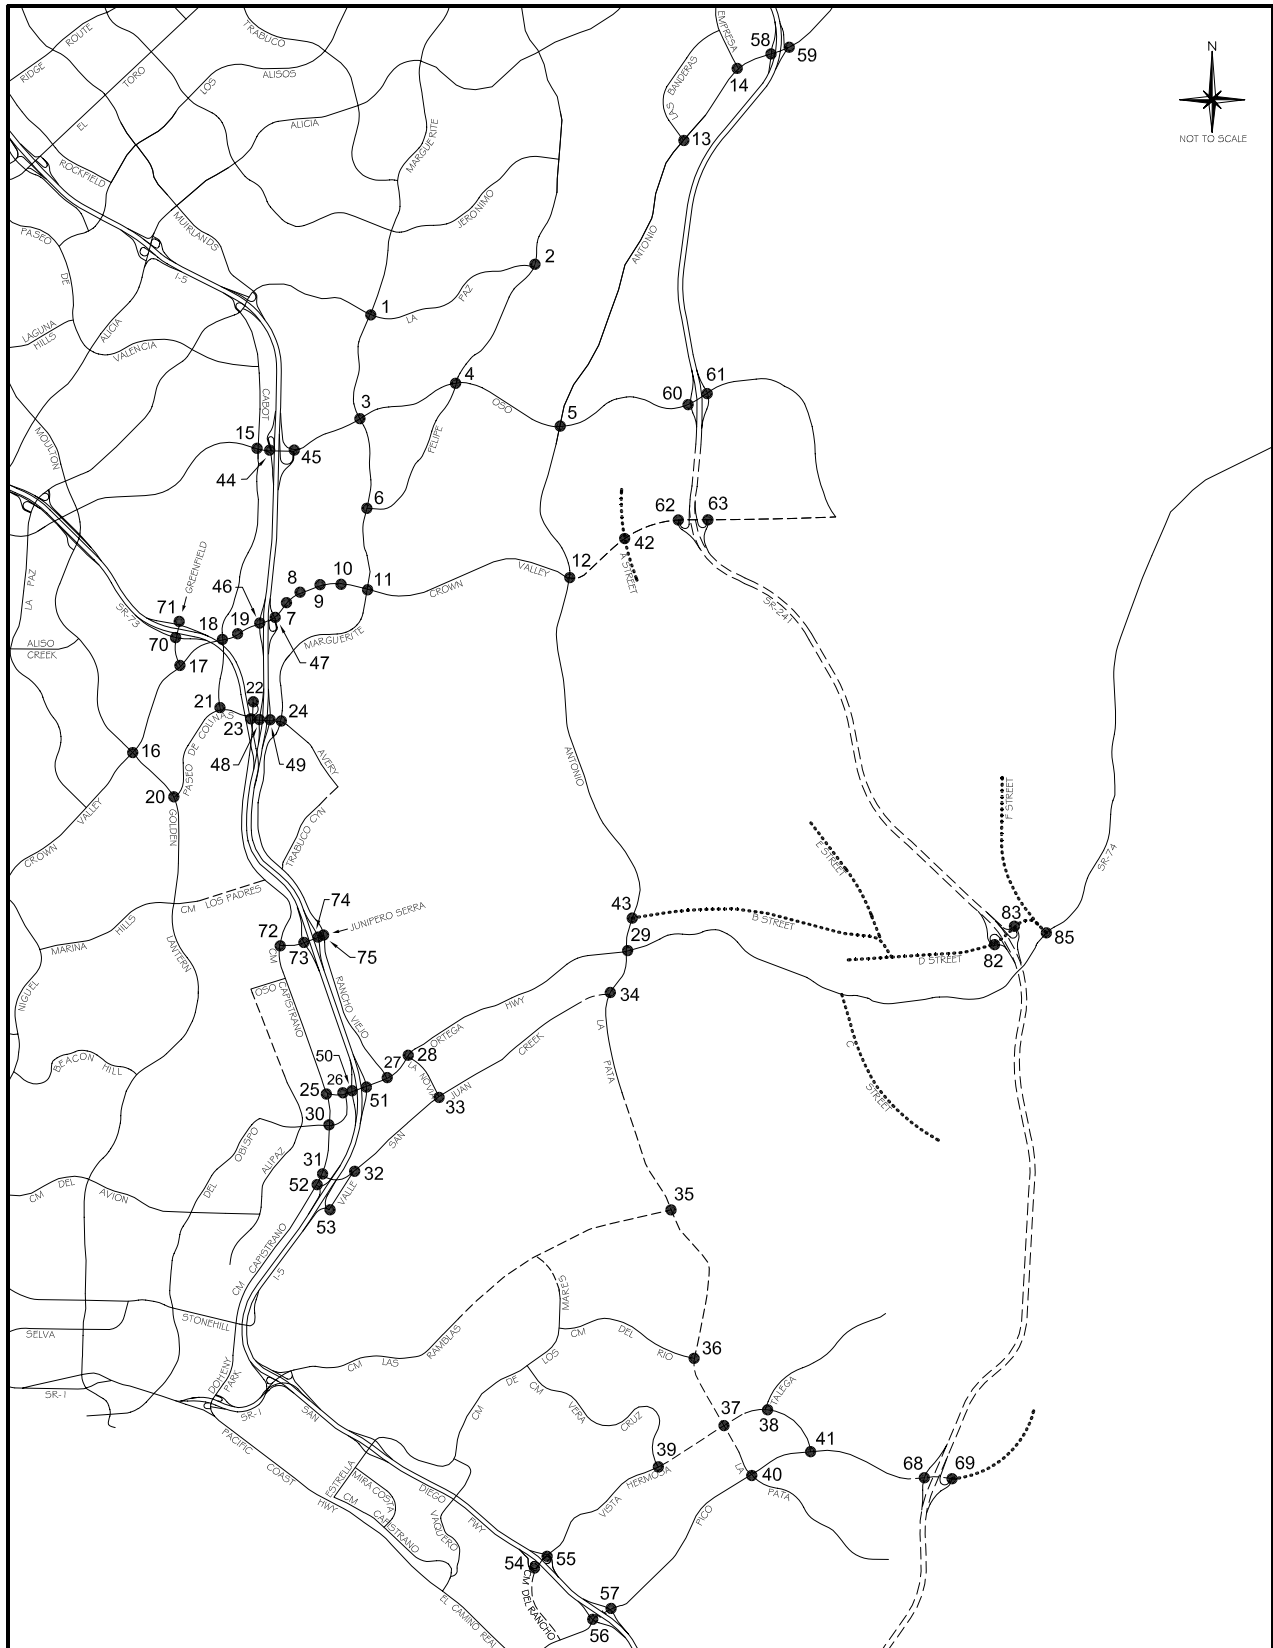 TRABUCO
EMPRESA
58
59
RIDGE ROUTE
14
N
EL TORO
LOS ALISOS
LAS BANDERAS
NOT TO SCALE
ALICIA
MARGUERITE
13
ROCKFIELD
JERONIMO
MUIRLANDS
PASEO DE VALENCIA
ANTONIO
2
I-5
LA PAZ
1
LAGUNA HILLS
ALICIA
4
61
60
CABOT
3
OSO
5
MOULTON
15
FELIPE
44
45
6
62
63
42
A STREET
GREENFIELD
12
VALLEY
CROWN
LA PAZ
46
8
10
9
11
SR-73
71
SR-241
18
19
7
70
MARGUERITE
ALISO CREEK
17
47
22
21
24
23
PASEO DE COLINAS
16
48
49
AVERY
ANTONIO
20
F STREET
GOLDEN LANTERN
TRABUCO CYN
CROWN VALLEY
E STREET
SR-74
CM LOS PADRES
74
JUNIPERO SERRA
43
B STREET
83
MARINA HILLS
72
73
75
29
85
CM CAPISTRANO
D STREET
82
OSO
RANCHO VIEJO
34
NIGUEL
ORTEGA HWY
LA PATA
C STREET
50
27
28
BEACON HILL
26
LA NOVIA
SAN JUAN CREEK
25
51
33
30
DEL OBISPO
ALIPAZ
31
32
52
CM DEL AVION
VALLE
53
35
CM CAPISTRANO
I-5
MARES
STONEHILL
SELVA
CM LAS RAMBLAS
CM DEL RIO
36
DOHENY PARK
CM DE LOS
SR-1
SR-1
CM VERA CRUZ
37
TALEGA
38
SAN DIEGO FWY
PACIFIC COAST HWY
39
41
LA PATA
40
68
69
ESTRELLA
MIRA COSTA
CM CAPISTRANO
VAQUERO
VISTA HERMOSA
PICO
54
55
CM DEL RANCHO
57
56
EL CAMINO REAL